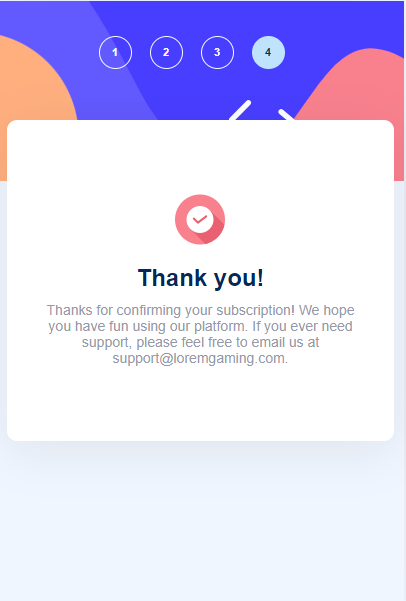 1 2 3 4
Thank you!
Thanks for confirming your subscription! We hope
you have fun using our platform. If you ever need
support, please feel free to email us at
support@loremgaming.com.